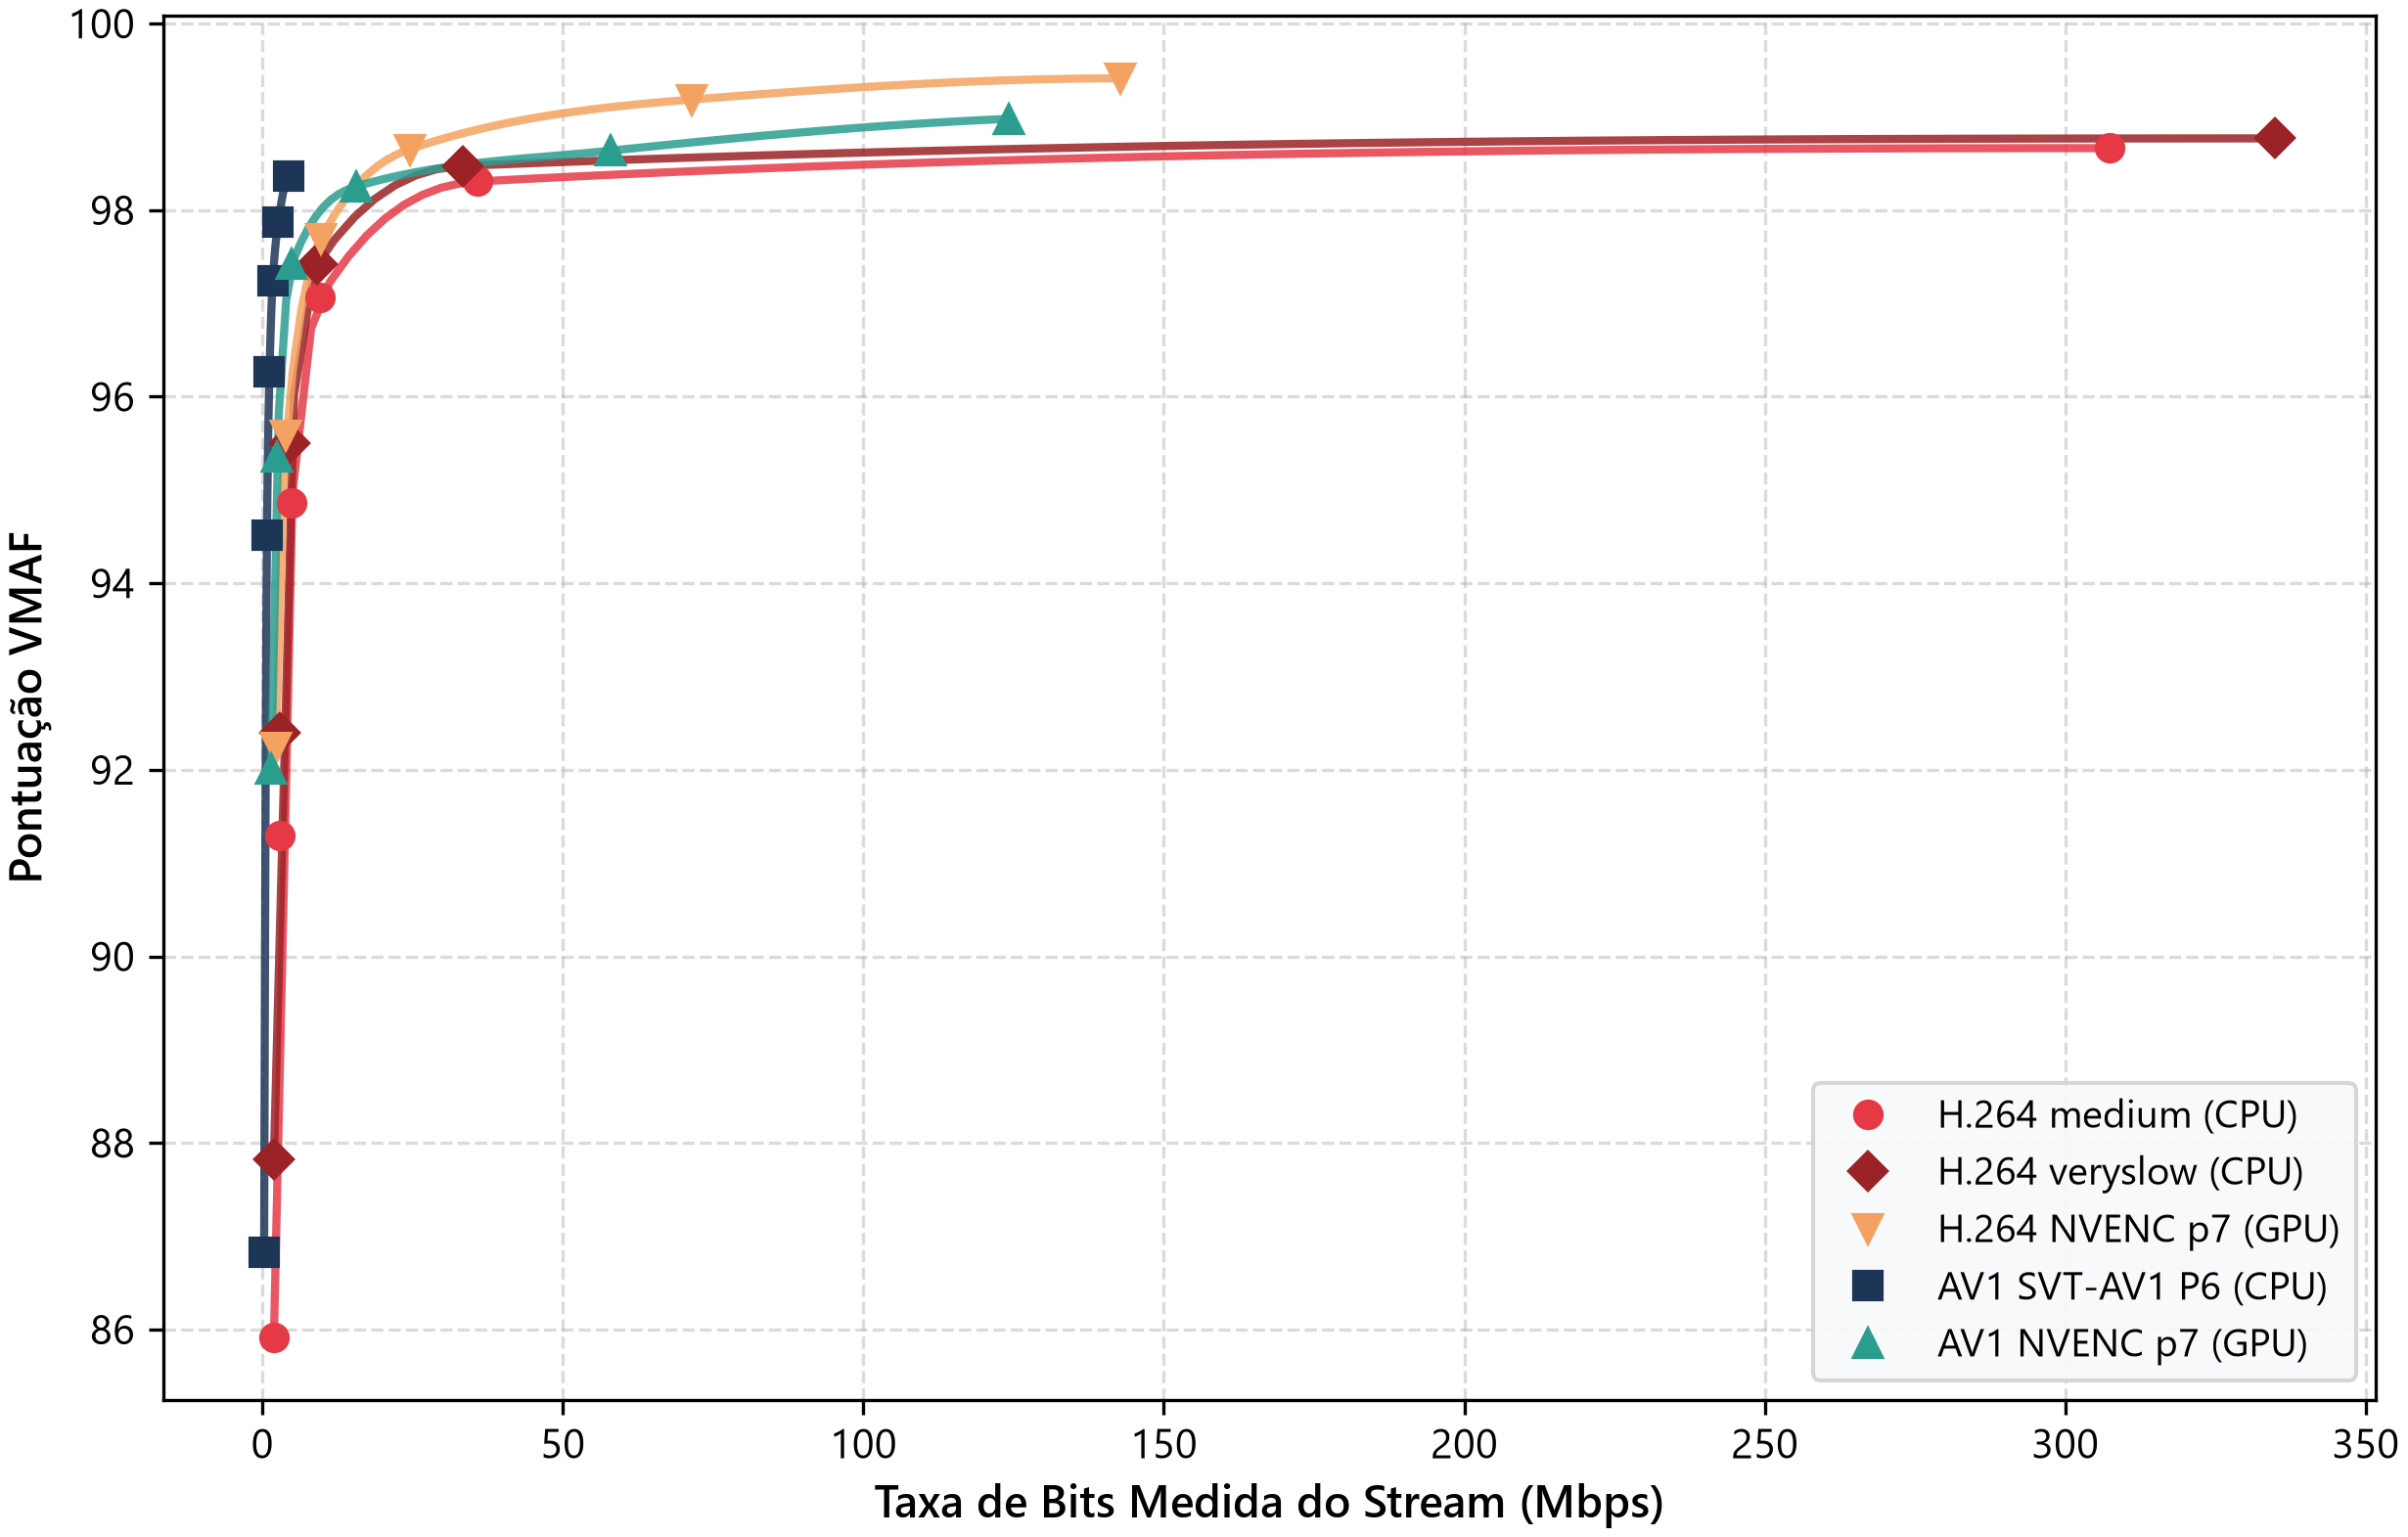 100
98
96
94
92
90
88
86
Pontuação VMAF
0 50 100 150 200 250 300 350
Taxa de Bits Medida do Stream (Mbps)
H.264 medium (CPU)
H.264 veryslow (CPU)
H.264 NVENC p7 (GPU)
AV1 SVT-AV1 P6 (CPU)
AV1 NVENC p7 (GPU)